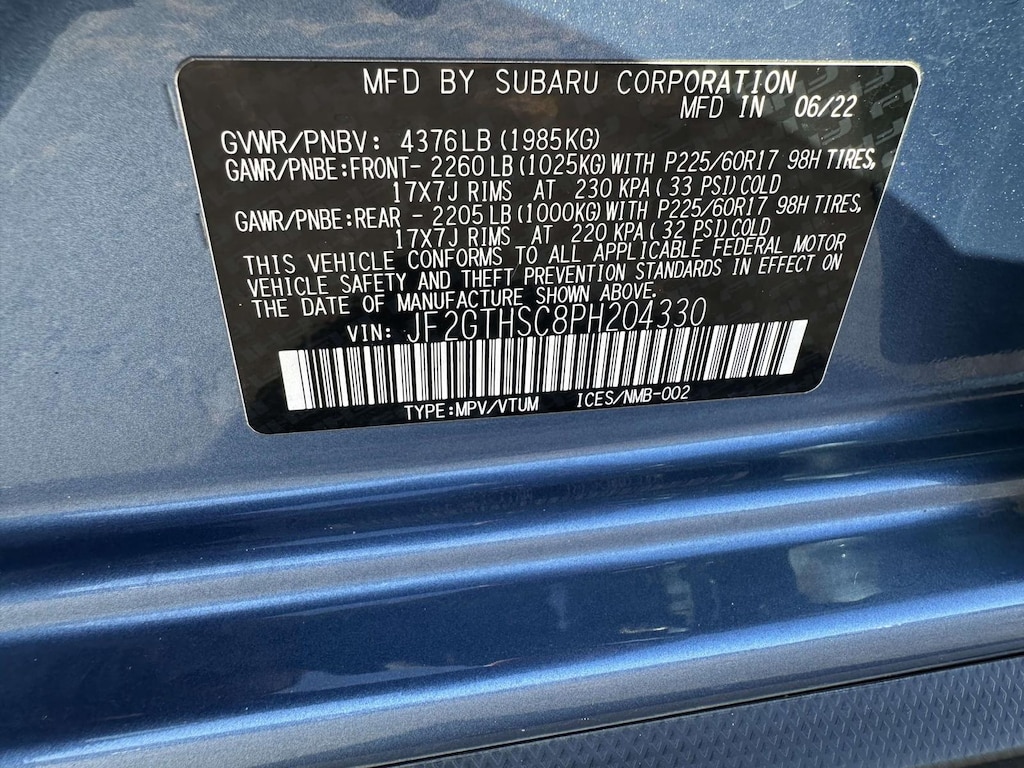 MFD BY SUBARU CORPORATION
MFD IN 06/22
GVWR/PNBV: 4376LB (1985KG)
GAWR/PNBE:FRONT- 2260LB (1025KG) WITH P225/60R17 98H TIRES,
17X7J RIMS AT 230 KPA ( 33 PSI) COLD
GAWR/PNBE:REAR - 2205LB (1000KG) WITH P225/60R17 98H TIRES,
17X7J RIMS AT 220 KPA ( 32 PSI) COLD
THIS VEHICLE CONFORMS TO ALL APPLICABLE FEDERAL MOTOR
VEHICLE SAFETY AND THEFT PREVENTION STANDARDS IN EFFECT ON
THE DATE OF MANUFACTURE SHOWN ABOVE.
VIN: JF2GTHSC8PH204330
TYPE:MPV/VTUM ICES/NMB-002